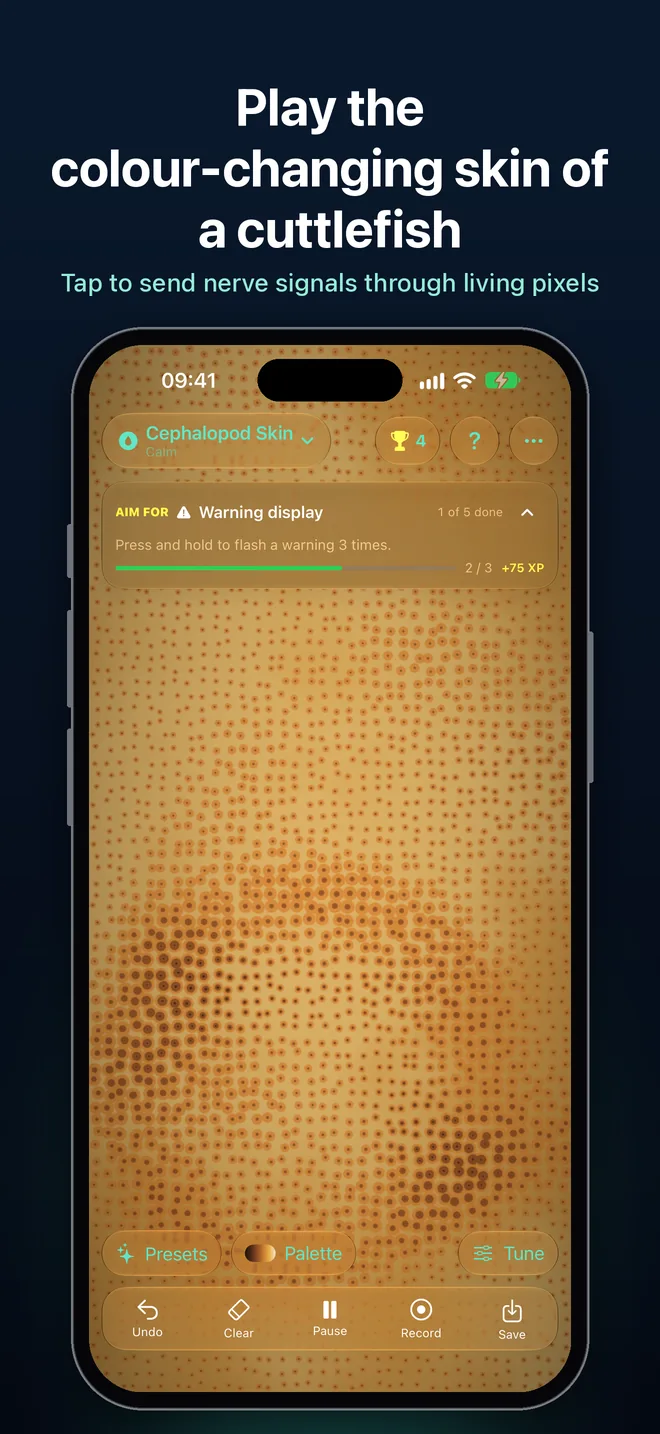 Play the
colour-changing skin of
a cuttlefish
Tap to send nerve signals through living pixels
09:41
Cephalopod Skin
Calm
4
?
AIM FOR Warning display 1 of 5 done
Press and hold to flash a warning 3 times.
2 / 3 +75 XP
Presets Palette Tune
Undo Clear Pause Record Save